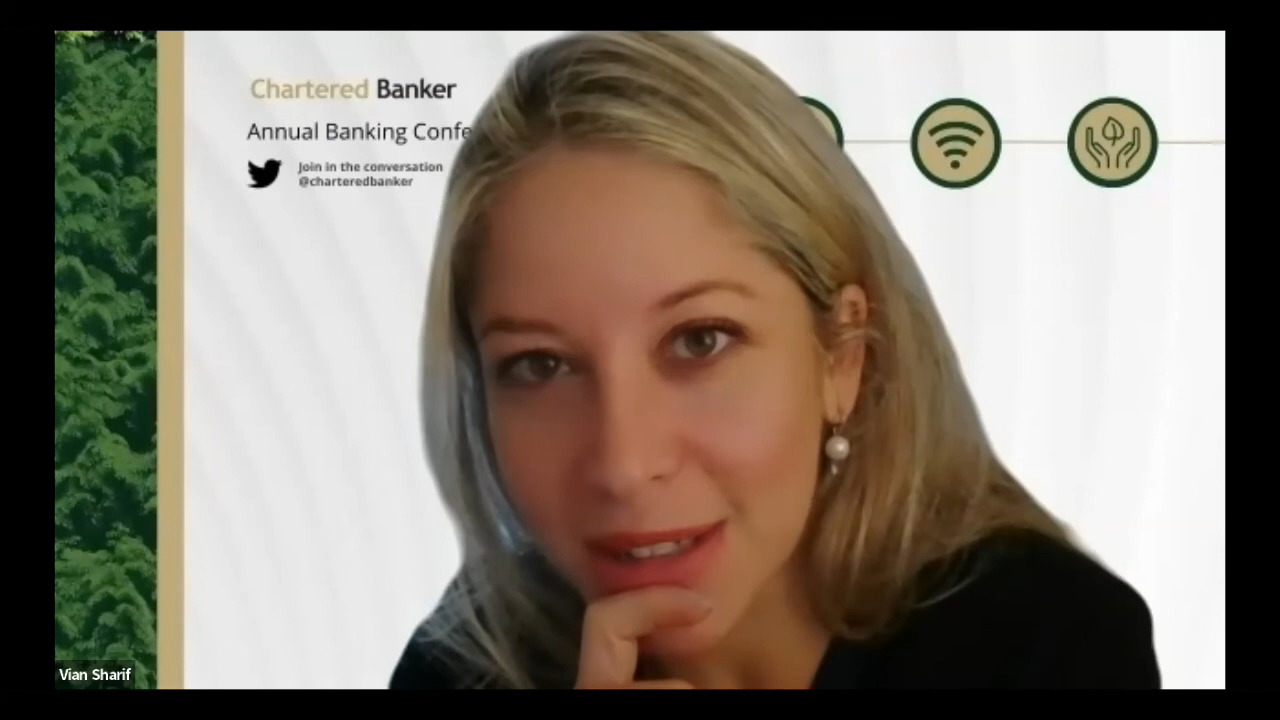 Chartered Banker
Annual Banking Confe
Join in the conversation
@charteredbanker
Vian Sharif